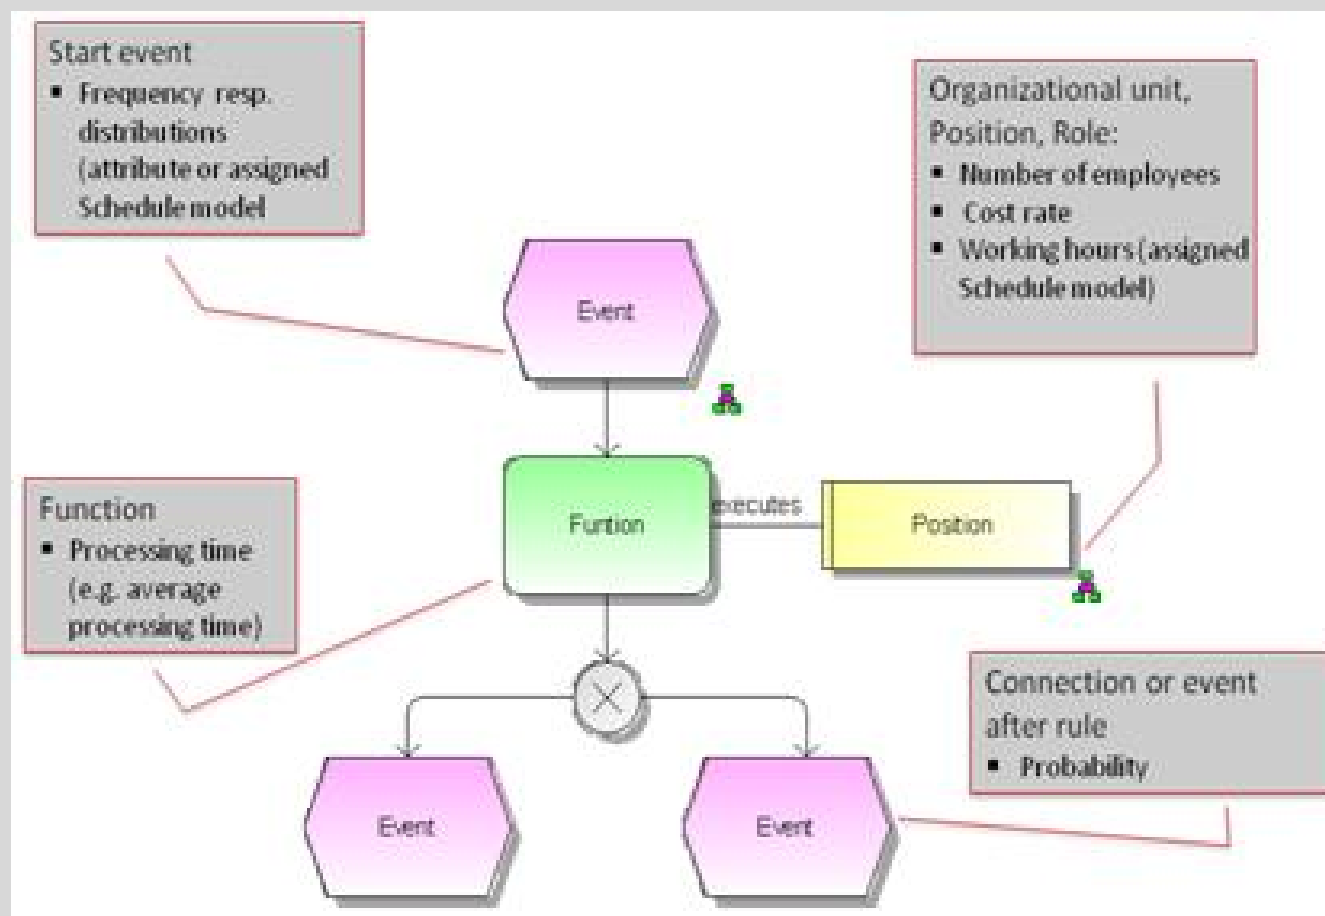 Start event
▪ Frequency resp.
distributions
(attribute or assigned
Schedule model
Organizational unit,
Position, Role:
▪ Number of employees
▪ Cost rate
▪ Working hours (assigned
Schedule model)
Event
Function
▪ Processing time
(e.g. average
processing time)
Furtion
executes
Position
Connection or event
after rule
▪ Probability
Event
Event